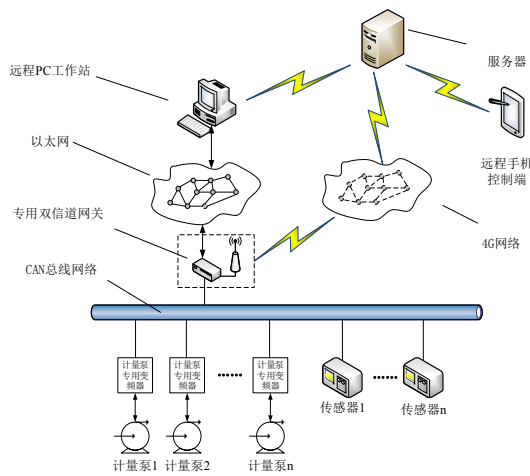 服务器
远程PC工作站
以太网
远程手机
控制端
专用双信道网关
4G网络
CAN总线网络
计量泵
专用变
频器
计量泵
专用变
频器
......
计量泵
专用变
频器
传感器1
......
传感器n
计量泵1
计量泵2
......
计量泵n